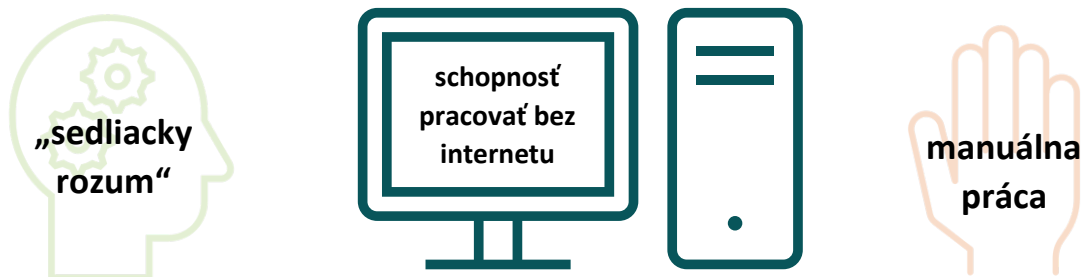 „sedliacky
rozum“
schopnosť
pracovať bez
internetu
manuálna
práca